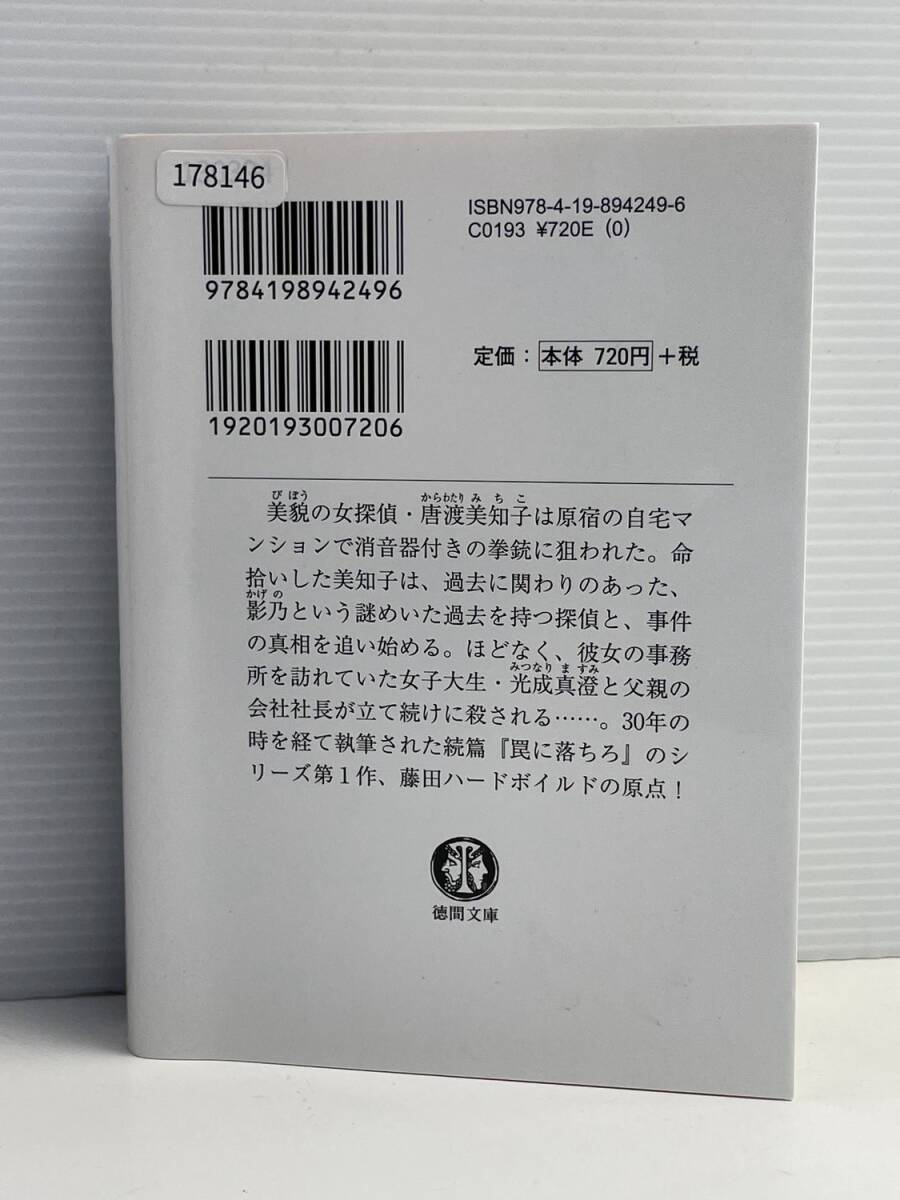 178146
ISBN978-4-19-894249-6
C0193 ¥720E (0)
9784198942496
定価：本体 720円＋税
1920193007206
美貌の女探偵・唐渡美知子は原宿の自宅マ
ンションで消音器付きの拳銃に狙われた。命
拾いした美知子は、過去に関わりのあった、
影乃という謎めいた過去を持つ探偵と、事件
の真相を追い始める。ほどなく、彼女の事務
所を訪れていた女子大生・光成真澄と父親の
会社社長が立て続けに殺される……。30年の
時を経て執筆された続篇『罠に落ちろ』のシ
リーズ第１作、藤田ハードボイルドの原点！
徳間文庫